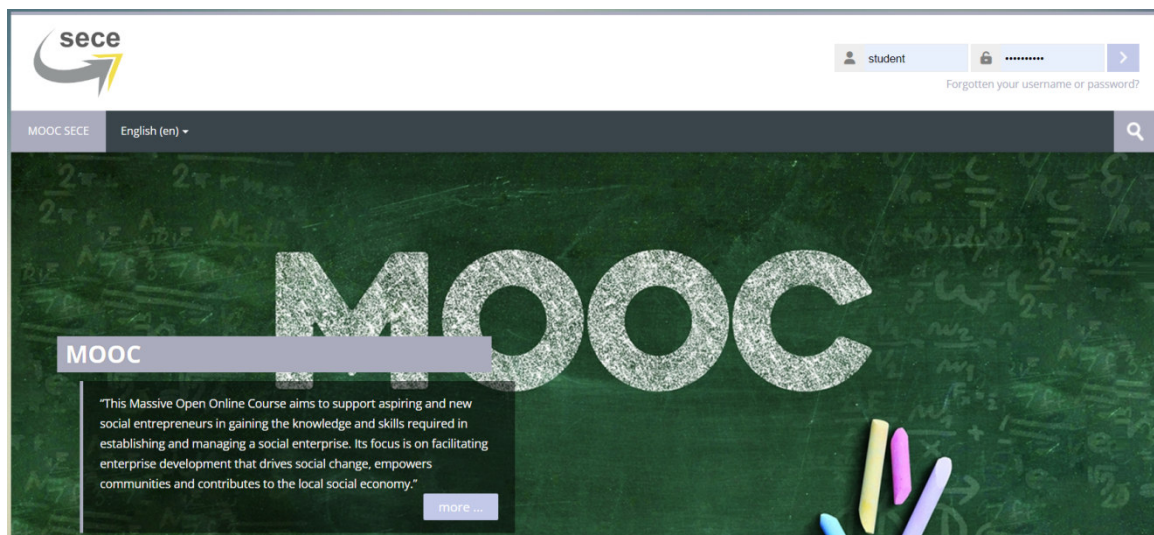 sece
student
••••••••••
Forgotten your username or password?
MOOC SECE
English (en)
MOOC
MOOC
“This Massive Open Online Course aims to support aspiring and new
social entrepreneurs in gaining the knowledge and skills required in
establishing and managing a social enterprise. Its focus is on facilitating
enterprise development that drives social change, empowers
communities and contributes to the local social economy.”
more ...